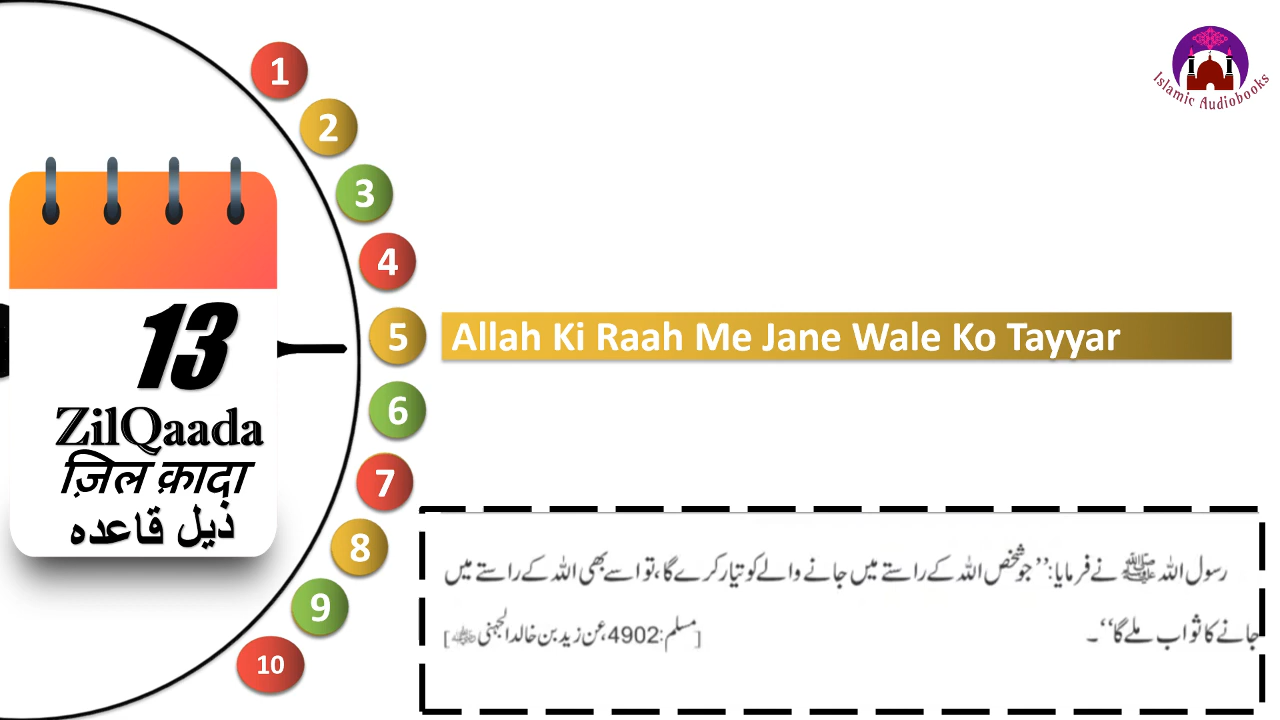 Islamic Audiobooks
1
2
3
4
5
6
7
8
9
10
13
ZilQaada
ज़िल क़ादा
ذیل قاعدہ
Allah Ki Raah Me Jane Wale Ko Tayyar
رسول اللہ ﷺ نے فرمایا: ’’جو شخص اللہ کے راستے میں جانے والے کو تیار کرے گا، تو اسے بھی اللہ کے راستے میں
جانے کا ثواب ملے گا‘‘۔ [مسلم: 4902، عن زید بن خالد الجہنی ﷛]